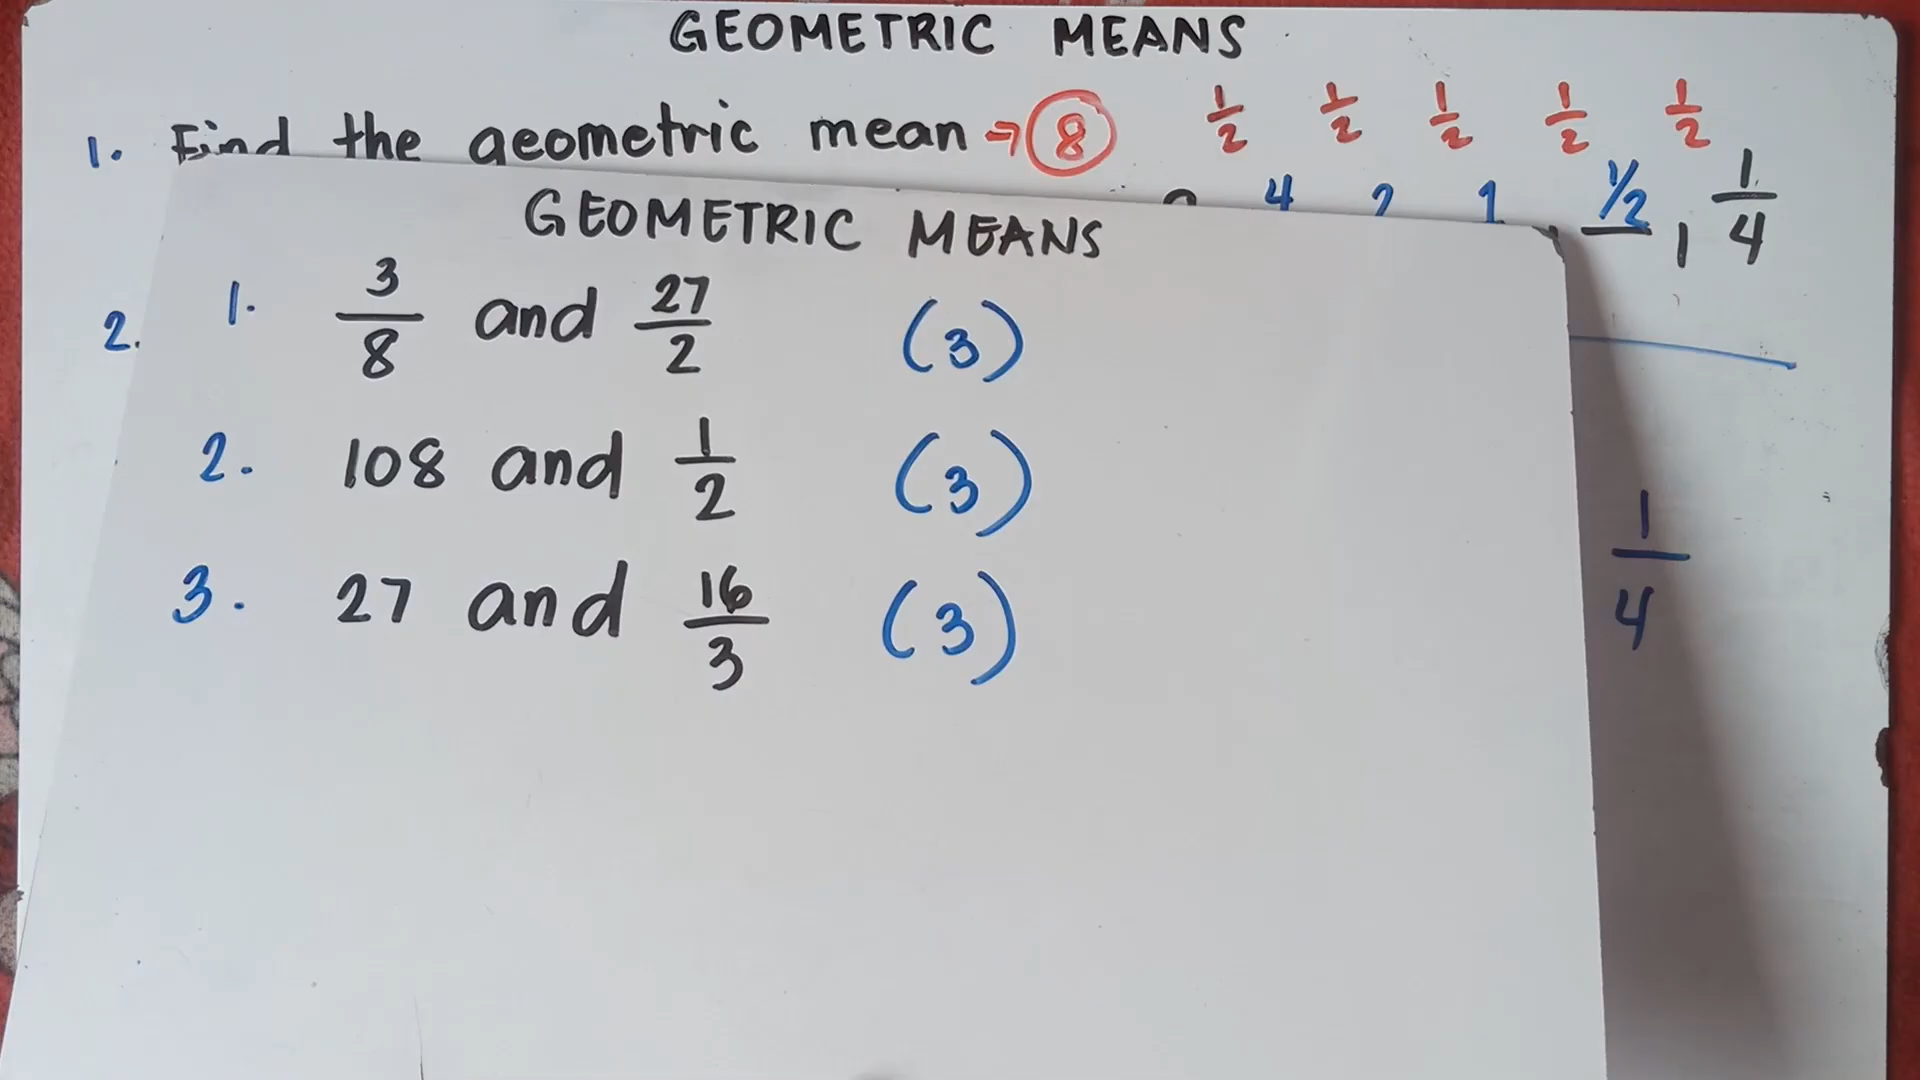 GEOMETRIC MEANS
1. Find the geometric mean → 8 1/2 1/2 1/2 1/2 1/2
4 2 1 1/2 , 1/4
2.
1/4
GEOMETRIC MEANS
1. 3/8 and 27/2 (3)
2. 108 and 1/2 (3)
3. 27 and 16/3 (3)